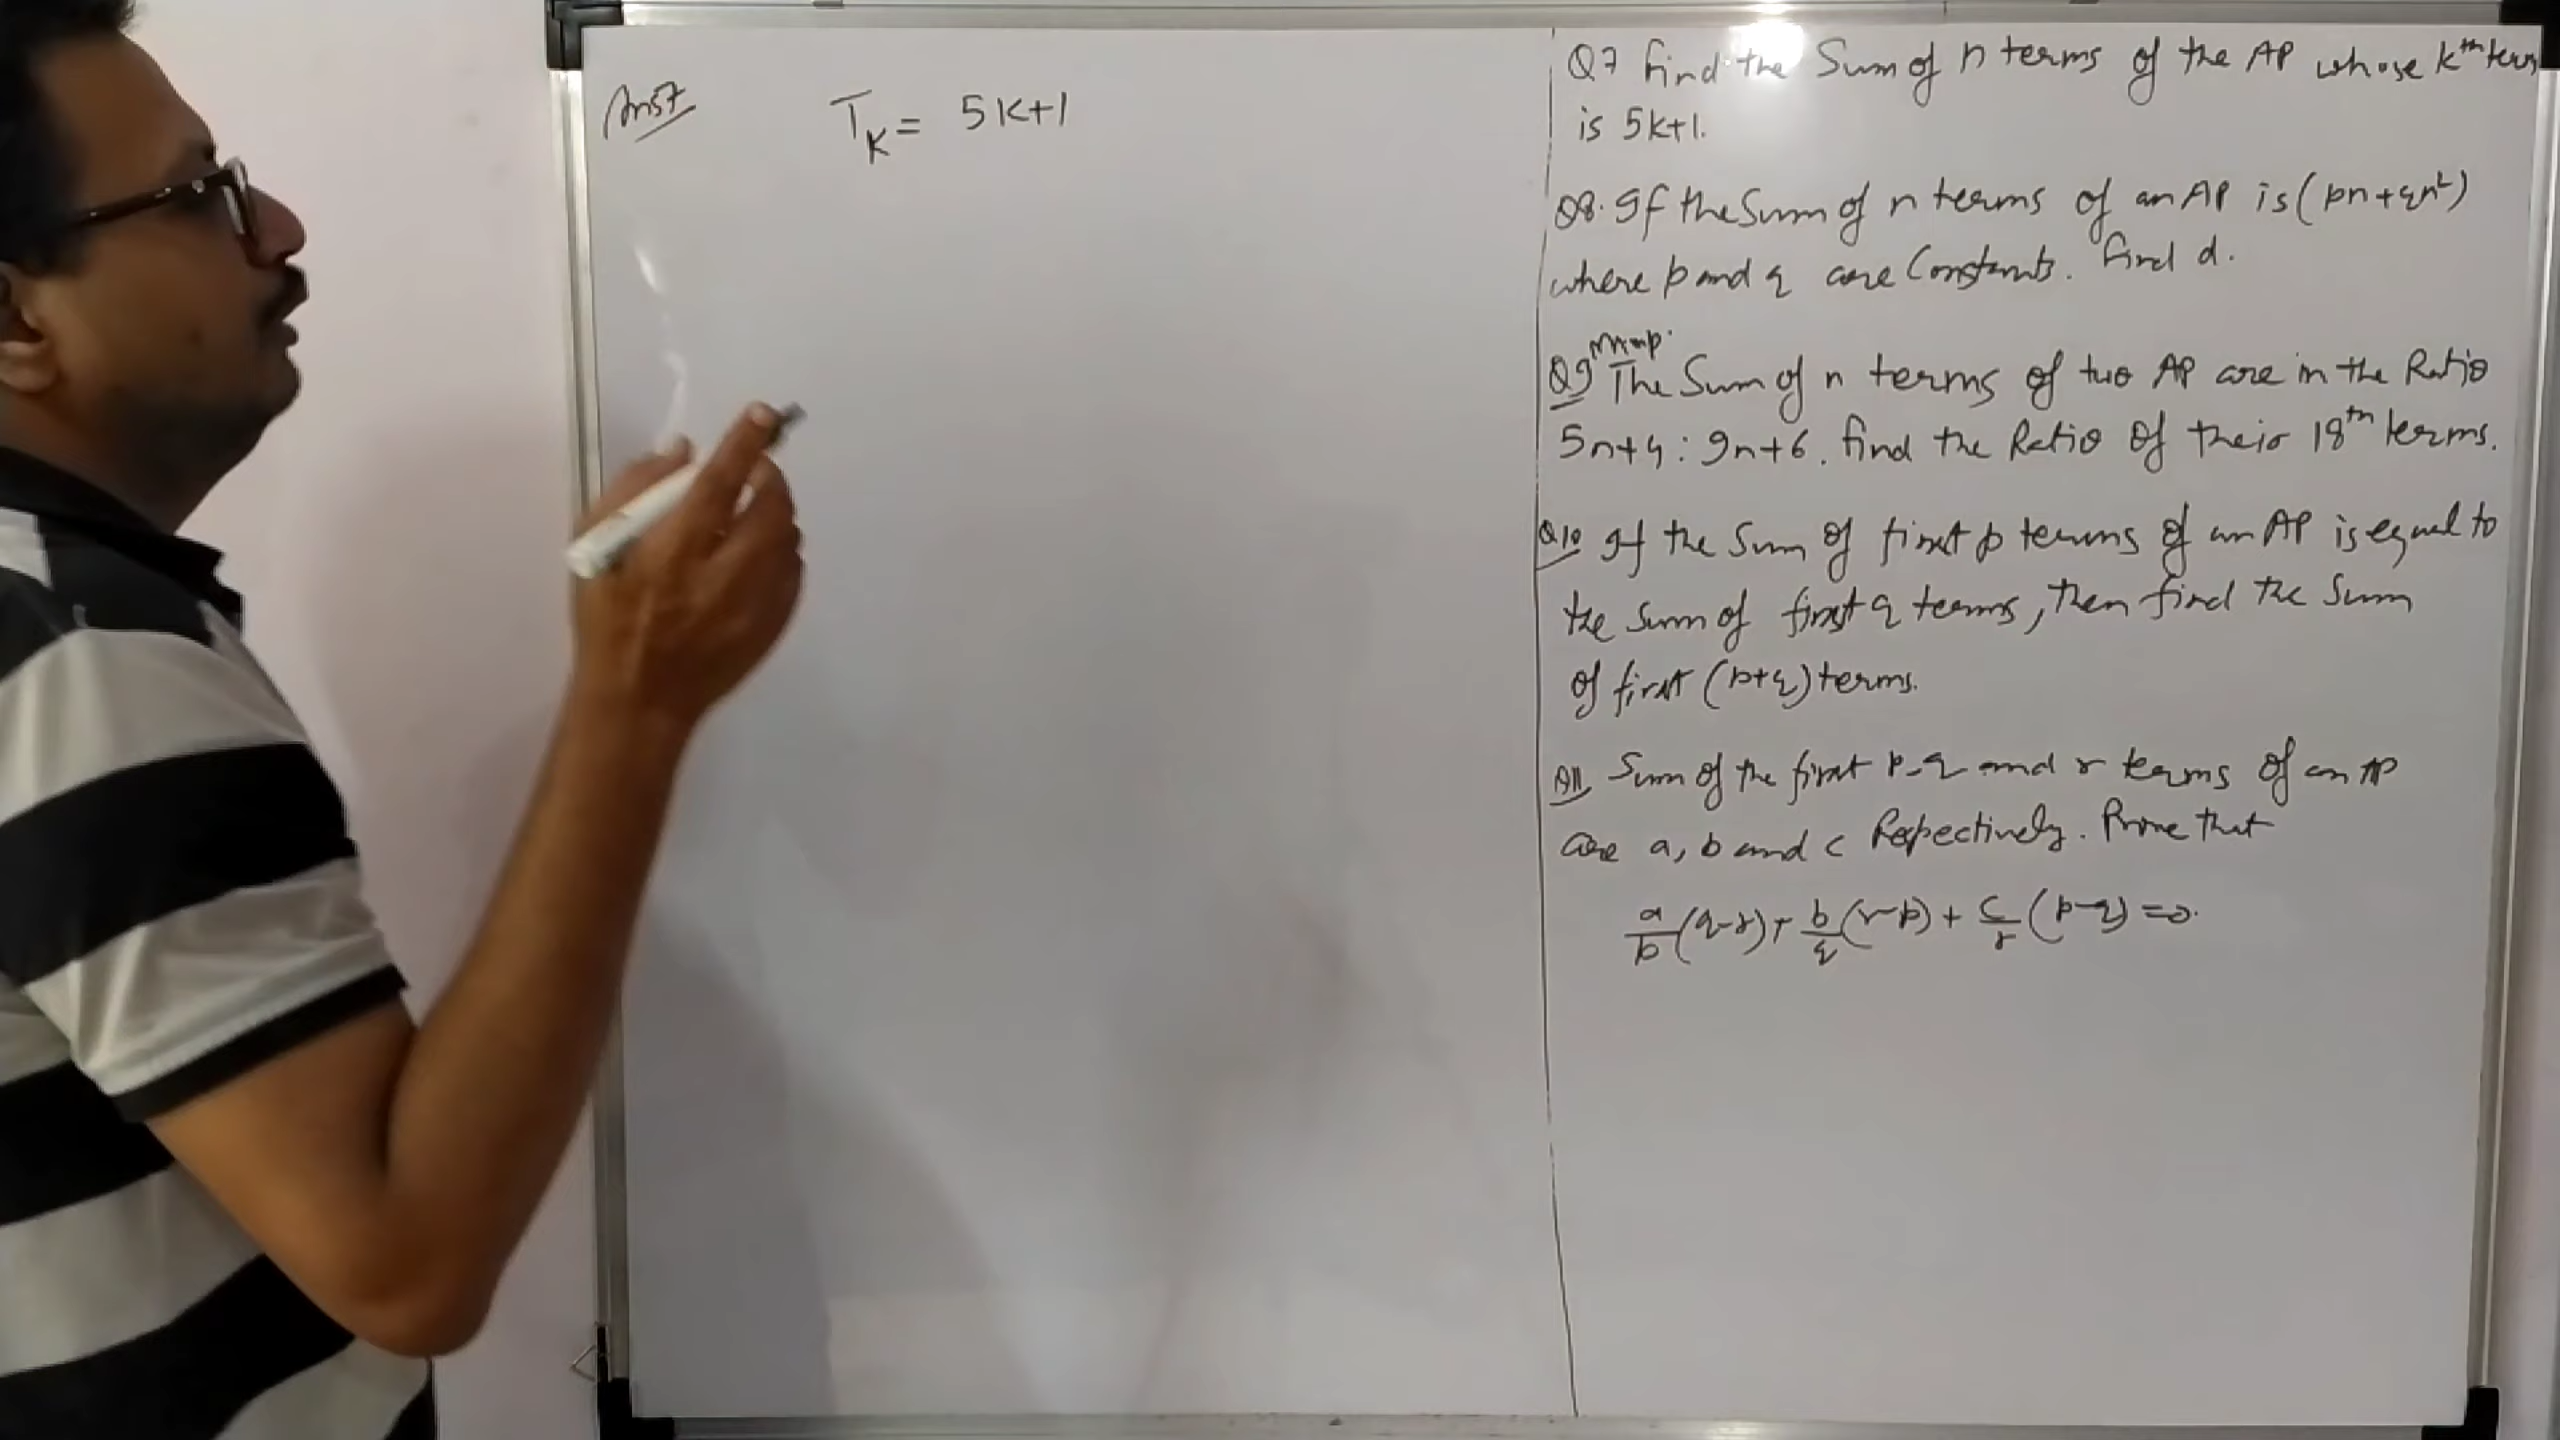 Ans7 T_K = 5K+1
Q7 Find the Sum of n terms of the AP whose Kth term
is 5k+1.
Q8. If the Sum of n terms of an AP is (pn+qn²)
where p and q are Constants. Find d.
Q9 The Sum of n terms of two AP are in the Ratio
5n+4 : 9n+6. Find the Ratio of their 18th terms.
Q10 If the Sum of first p terms of an AP is equal to
the Sum of first q terms, then find the Sum
of first (p+q) terms.
Q11 Sum of the first p, q and r terms of an AP
are a, b and c Respectively. Prove that
a/p (q-r) + b/q (r-p) + c/r (p-q) = 0.